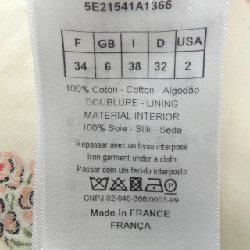 5E21541A1366
F GB I D USA
34 6 38 32 2
100% Coton - Cotton - Algodão
DOUBLURE - LINING
MATERIAL INTERIOR
100% Soie - Silk - Seda
Repasser avec un tissu interposé
Iron garment under a cloth
Passar com um tecido interposto
CNPJ 02-040-366/0003-99
Made in FRANCE
FRANÇA